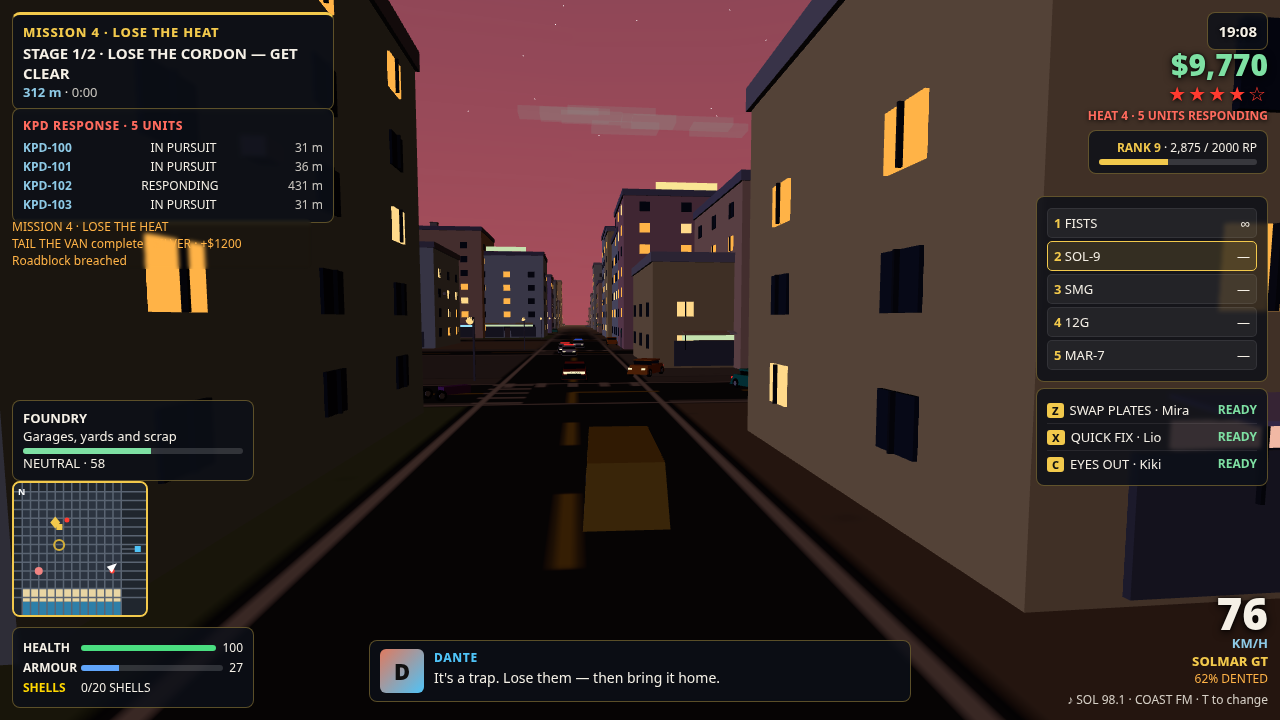 MISSION 4 · LOSE THE HEAT
STAGE 1/2 · LOSE THE CORDON — GET
CLEAR
312 m · 0:00
KPD RESPONSE · 5 UNITS
KPD-100 IN PURSUIT 31 m
KPD-101 IN PURSUIT 36 m
KPD-102 RESPONDING 431 m
KPD-103 IN PURSUIT 31 m
MISSION 4 · LOSE THE HEAT
TAIL THE VAN complete +$1200
Roadblock breached
19:08
$9,770
★★★★☆
HEAT 4 · 5 UNITS RESPONDING
RANK 9 · 2,875 / 2000 RP
1 FISTS ∞
2 SOL-9 —
3 SMG —
4 12G —
5 MAR-7 —
Z SWAP PLATES · Mira READY
X QUICK FIX · Lio READY
C EYES OUT · Kiki READY
FOUNDRY
Garages, yards and scrap
NEUTRAL · 58
N
HEALTH 100
ARMOUR 27
SHELLS 0/20 SHELLS
D
DANTE
It's a trap. Lose them — then bring it home.
76
KM/H
SOLMAR GT
62% DENTED
♪ SOL 98.1 · COAST FM · T to change